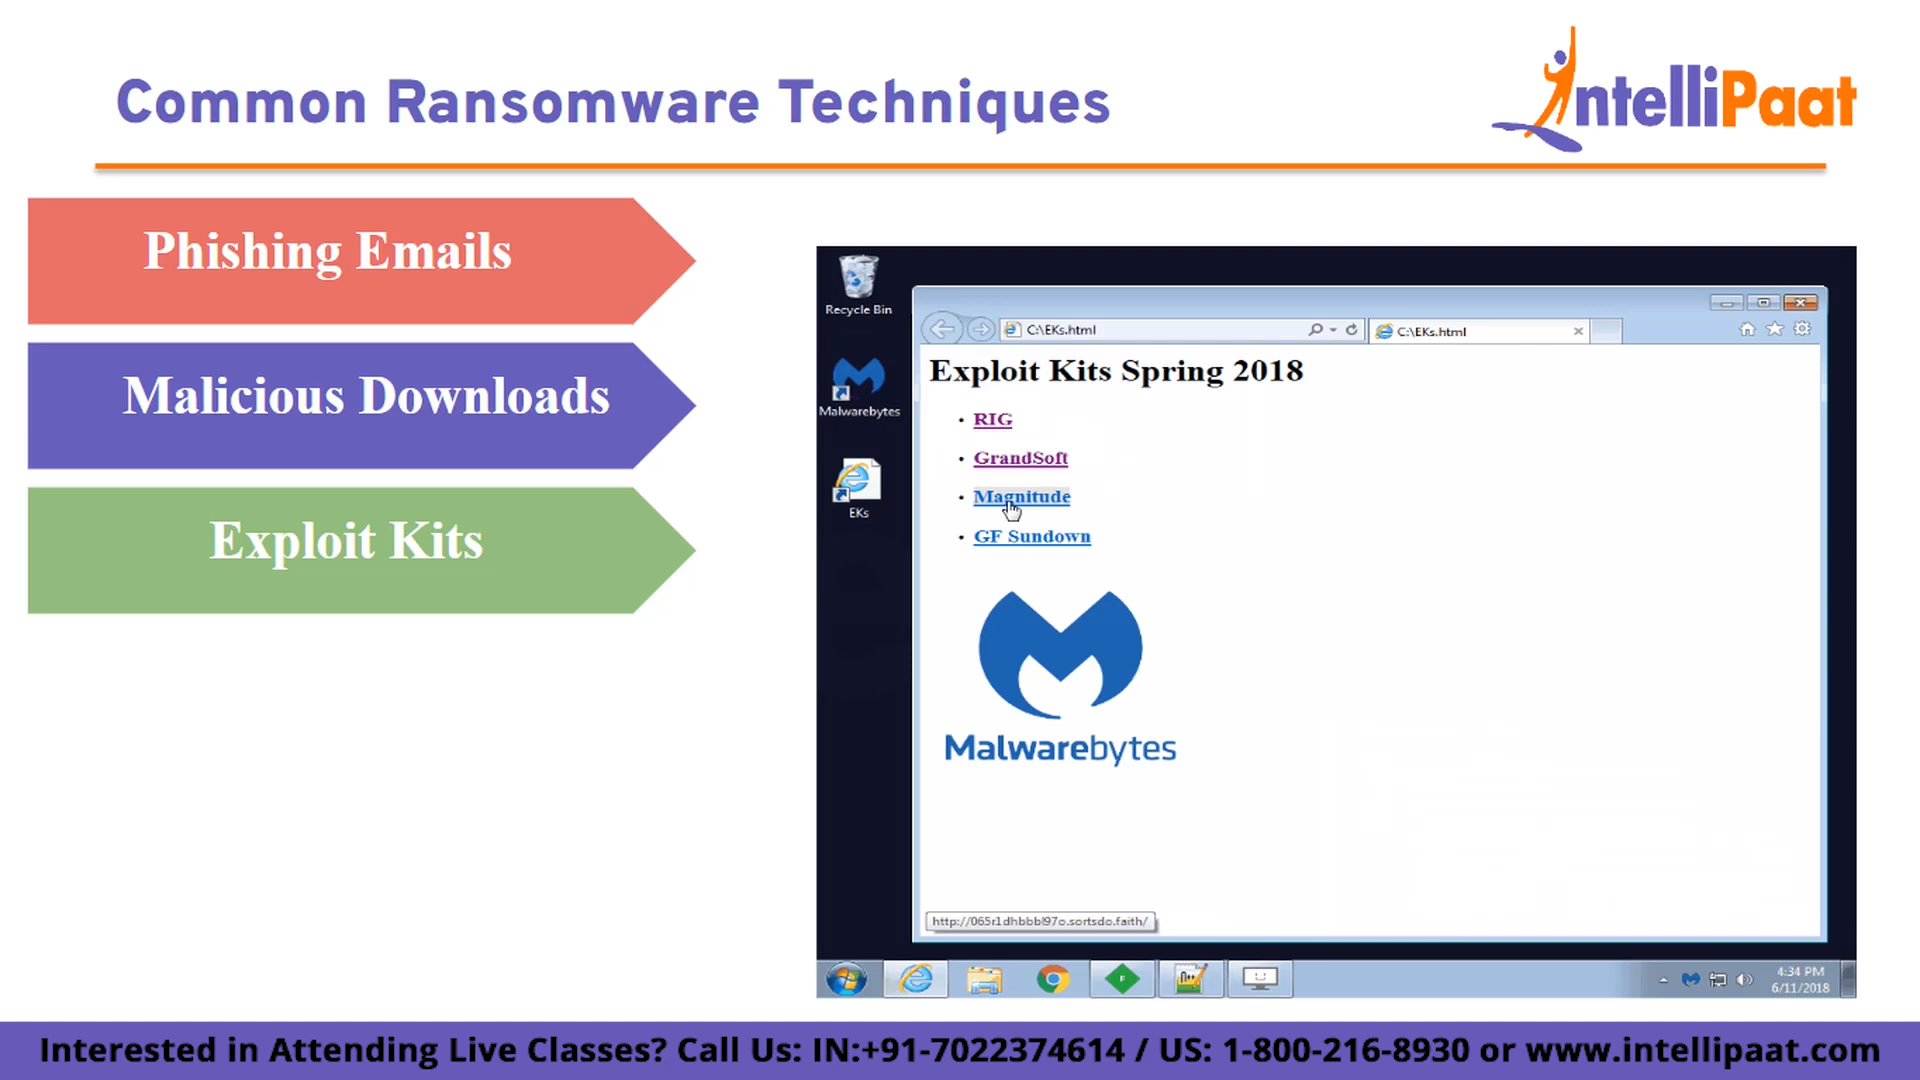 Common Ransomware Techniques
IntelliPaat
Phishing Emails
Malicious Downloads
Exploit Kits
Recycle Bin
Malwarebytes
EKs
C:\EKs.html
C:\EKs.html
Exploit Kits Spring 2018
• RIG
• GrandSoft
• Magnitude
• GF Sundown
Malwarebytes
http://065r1dhbbbl97o.sortsdo.faith/
4:34 PM
6/11/2018
Interested in Attending Live Classes? Call Us: IN:+91-7022374614 / US: 1-800-216-8930 or www.intellipaat.com